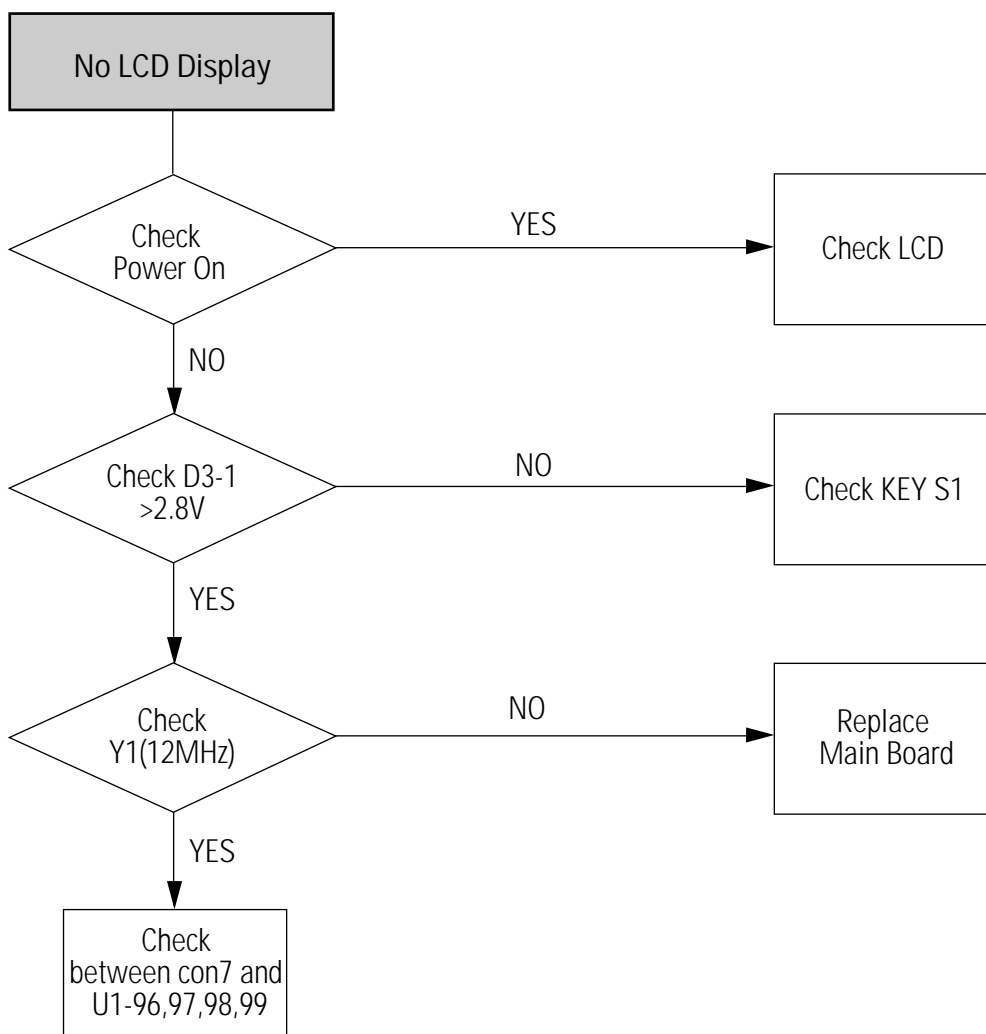 No LCD Display
Check
Power On
YES
Check LCD
NO
Check D3-1
>2.8V
NO
Check KEY S1
YES
Check
Y1(12MHz)
NO
Replace
Main Board
YES
Check
between con7 and
U1-96,97,98,99